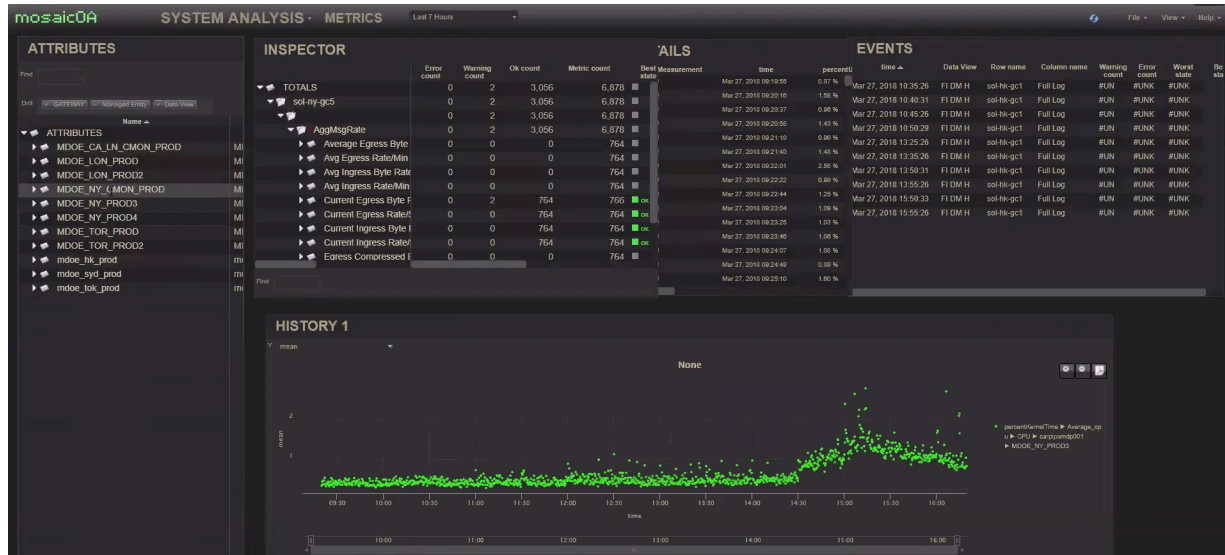 mosaicOA
SYSTEM ANALYSIS METRICS Last 7 Hours
File View Help
ATTRIBUTES
Find
Drill GATEWAY Managed Entity Data View
Name
ATTRIBUTES
MDOE_CA_LN_CMON_PROD
MDOE_LON_PROD
MDOE_LON_PROD2
MDOE_NY_CMON_PROD
MDOE_NY_PROD3
MDOE_NY_PROD4
MDOE_TOR_PROD
MDOE_TOR_PROD2
mdoe_hk_prod
mdoe_syd_prod
mdoe_tok_prod
INSPECTOR
Error count Warning count Ok count Metric count Best state
TOTALS 0 2 3,056 6,878
sol-ny-gc5 0 2 3,056 6,878
0 2 3,056 6,878
AggMsgRate 0 2 3,056 6,878
Average Egress Byte 0 0 0 764
Avg Egress Rate/Min 0 0 0 764
Avg Ingress Byte Rate 0 0 0 764
Avg Ingress Rate/Min 0 0 0 764
Current Egress Byte 0 2 764 766 OK
Current Egress Rate/ 0 0 764 764 OK
Current Ingress Byte 0 0 764 764 OK
Current Ingress Rate/ 0 0 764 764 OK
Egress Compressed 0 0 0 764
Find
AILS
Measurement time
Mar 27, 2018 09:19:55 0.87 %
Mar 27, 2018 09:20:16 1.58 %
Mar 27, 2018 09:20:37 0.96 %
Mar 27, 2018 09:20:58 1.43 %
Mar 27, 2018 09:21:19 0.96 %
Mar 27, 2018 09:21:40 1.48 %
Mar 27, 2018 09:22:01 2.56 %
Mar 27, 2018 09:22:22 0.99 %
Mar 27, 2018 09:22:44 1.25 %
Mar 27, 2018 09:23:04 1.09 %
Mar 27, 2018 09:23:25 1.03 %
Mar 27, 2018 09:23:46 1.06 %
Mar 27, 2018 09:24:07 1.08 %
Mar 27, 2018 09:24:49 0.89 %
Mar 27, 2018 09:25:10 1.80 %
EVENTS
time Data View Row name Column name Warning count Error count Worst state
Mar 27, 2018 10:35:26 FI DM H sol-hk-gc1 Full Log #UN #UNK #UNK
Mar 27, 2018 10:40:31 FI DM H sol-hk-gc1 Full Log #UN #UNK #UNK
Mar 27, 2018 10:45:26 FI DM H sol-hk-gc1 Full Log #UN #UNK #UNK
Mar 27, 2018 10:50:29 FI DM H sol-hk-gc1 Full Log #UN #UNK #UNK
Mar 27, 2018 13:25:26 FI DM H sol-hk-gc1 Full Log #UN #UNK #UNK
Mar 27, 2018 13:35:26 FI DM H sol-hk-gc1 Full Log #UN #UNK #UNK
Mar 27, 2018 13:50:31 FI DM H sol-hk-gc1 Full Log #UN #UNK #UNK
Mar 27, 2018 13:55:26 FI DM H sol-hk-gc1 Full Log #UN #UNK #UNK
Mar 27, 2018 15:50:33 FI DM H sol-hk-gc1 Full Log #UN #UNK #UNK
Mar 27, 2018 15:55:26 FI DM H sol-hk-gc1 Full Log #UN #UNK #UNK
HISTORY 1
Y mean
None
2
mean
1
percentKernelTime ▶ Average_cp
u ▶ CPU ▶ carplpamdp001
▶ MDOE_NY_PROD3
09:30 10:00 10:30 11:00 11:30 12:00 12:30 13:00 13:30 14:00 14:30 15:00 15:30 16:00
time
10:00 11:00 12:00 13:00 14:00 15:00 16:00